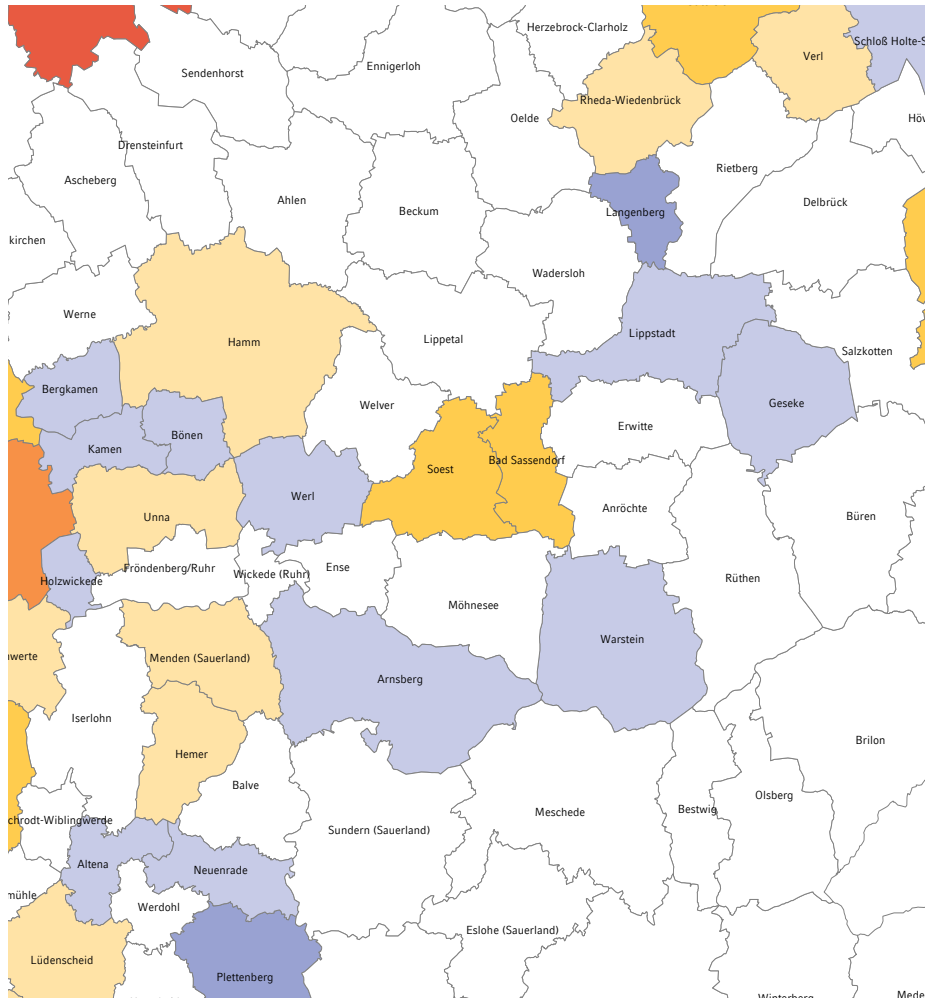 Herzebrock-Clarholz
Schloß Holte-S
Verl
Ennigerloh
Sendenhorst
Rheda-Wiedenbrück
Oelde
Höv
Drensteinfurt
Rietberg
Ascheberg
Ahlen
Delbrück
Beckum
Langenberg
kirchen
Wadersloh
Werne
Lippstadt
Lippetal
Hamm
Salzkotten
Bergkamen
Geseke
Welver
Erwitte
Bönen
Kamen
Bad Sassendorf
Soest
Werl
Anröchte
Unna
Büren
Fröndenberg/Ruhr
Ense
Wickede (Ruhr)
Rüthen
Holzwickede
Möhnesee
Warstein
werte
Menden (Sauerland)
Arnsberg
Iserlohn
Brilon
Hemer
Balve
Olsberg
Bestwig
Meschede
chrodt-Wiblingwerde
Sundern (Sauerland)
Altena
Neuenrade
mühle
Werdohl
Eslohe (Sauerland)
Lüdenscheid
Plettenberg
Winterberg
Mede